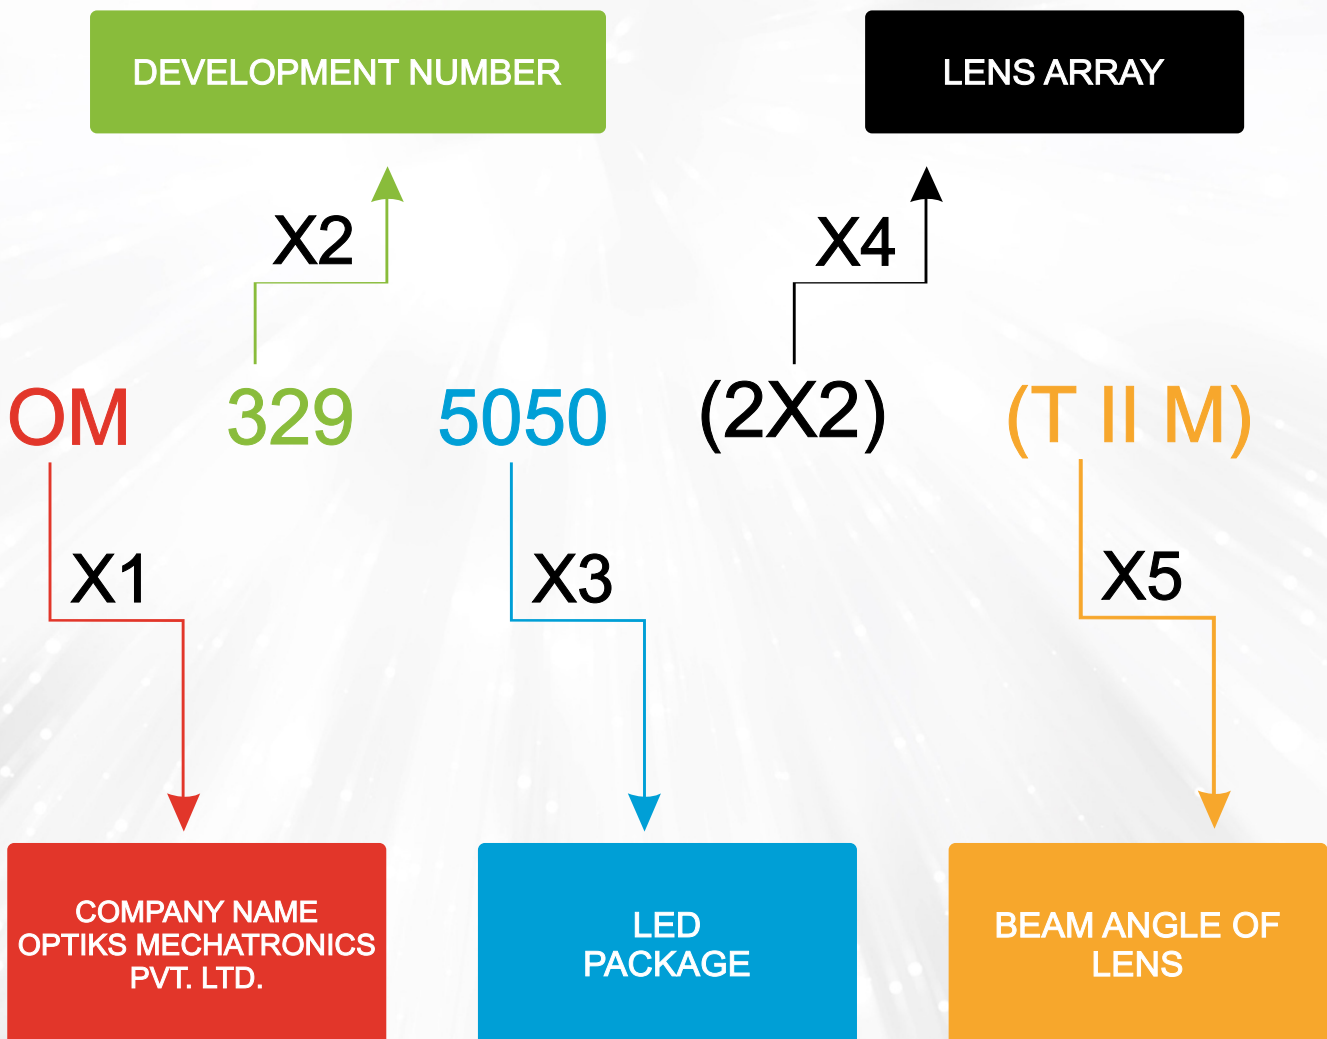 DEVELOPMENT NUMBER
LENS ARRAY
X2
X4
OM 329 5050 (2X2) (T II M)
X1
X3
X5
COMPANY NAME
OPTIKS MECHATRONICS
PVT. LTD.
LED
PACKAGE
BEAM ANGLE OF
LENS